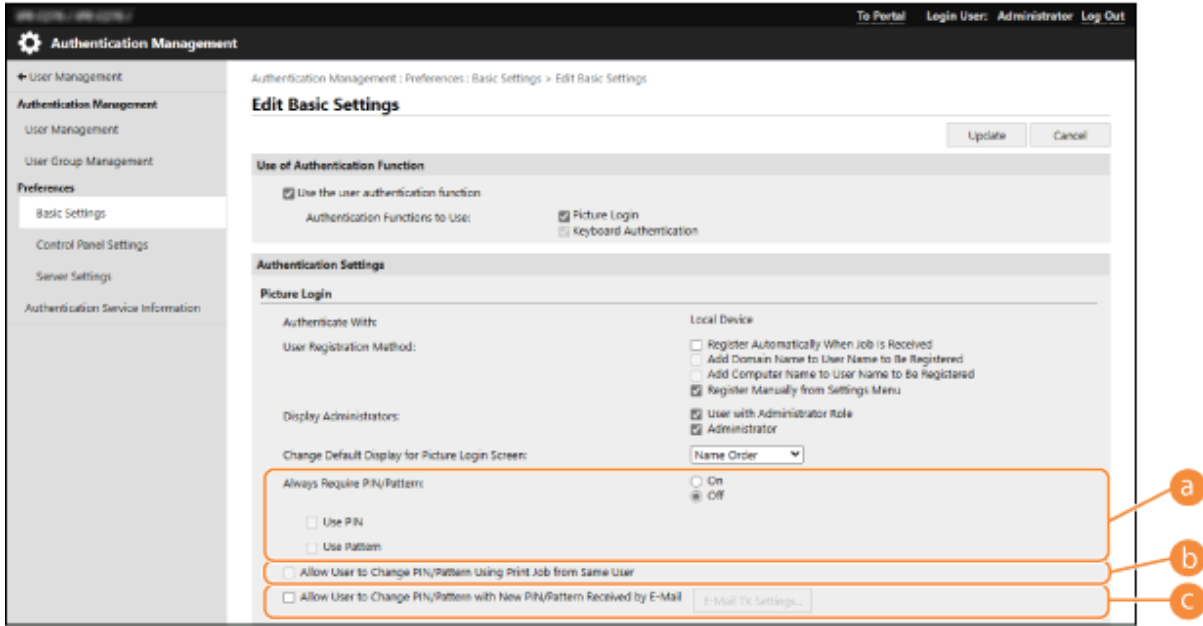 To Portal Login User: Administrator Log Out
Authentication Management
User Management
Authentication Management : Preferences : Basic Settings > Edit Basic Settings
Authentication Management
Edit Basic Settings
User Management
Update Cancel
User Group Management
Use of Authentication Function
Preferences
Use the user authentication function
Basic Settings
Authentication Functions to Use: Picture Login
Keyboard Authentication
Control Panel Settings
Authentication Settings
Server Settings
Picture Login
Authentication Service Information
Authenticate With: Local Device
User Registration Method: Register Automatically When Job is Received
Add Domain Name to User Name to Be Registered
Add Computer Name to User Name to Be Registered
Register Manually from Settings Menu
Display Administrators: User with Administrator Role
Administrator
Change Default Display for Picture Login Screen: Name Order
Always Require PIN/Pattern: On
Off
a
Use PIN
Use Pattern
Allow User to Change PIN/Pattern Using Print Job from Same User
b
Allow User to Change PIN/Pattern with New PIN/Pattern Received by E-Mail E-Mail TX Settings...
c